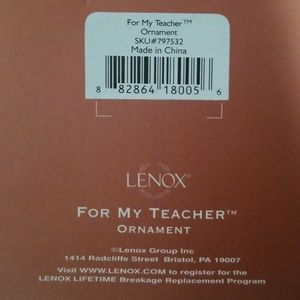 For My Teacher™
Ornament
SKU#797532
Made in China
8 82864 18005 6
LENOX®
FOR MY TEACHER™
ORNAMENT
©Lenox Group Inc
1414 Radcliffe Street Bristol, PA 19007
Visit WWW.LENOX.COM to register for the
LENOX LIFETIME Breakage Replacement Program